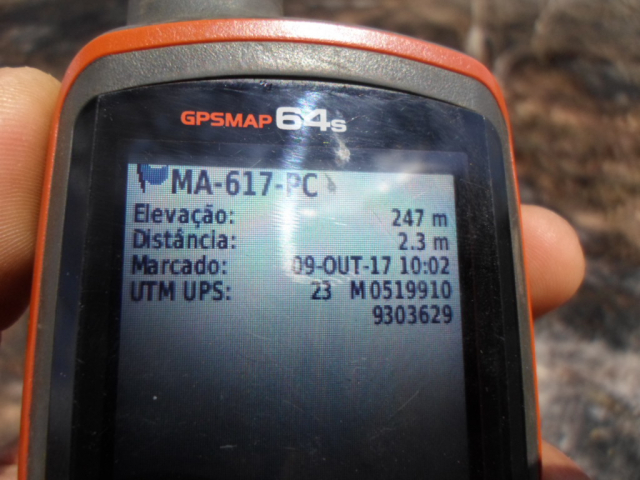 GPSMAP 64s
MA-617-PC
Elevação: 247 m
Distância: 2.3 m
Marcado: 09-OUT-17 10:02
UTM UPS: 23 M 0519910
9303629